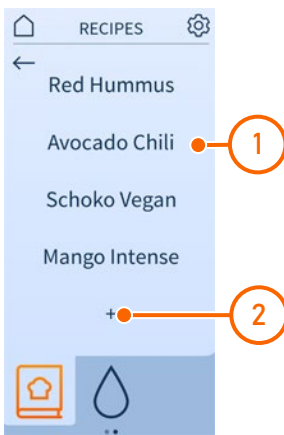 RECIPES
Red Hummus
Avocado Chili
1
Schoko Vegan
Mango Intense
+
2